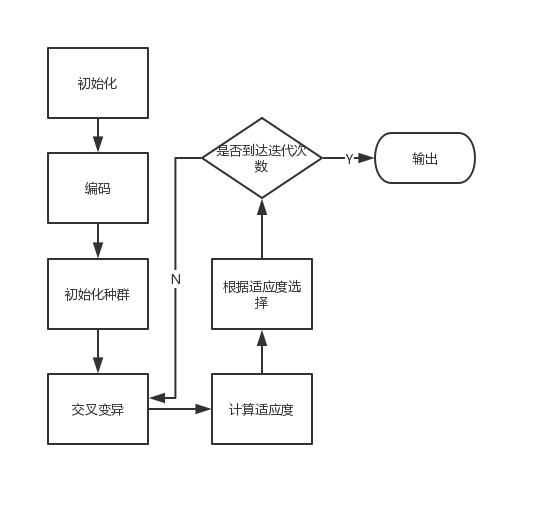 初始化
编码
初始化种群
交叉变异
计算适应度
根据适应度选
择
是否到达迭代次
数
N
Y
输出